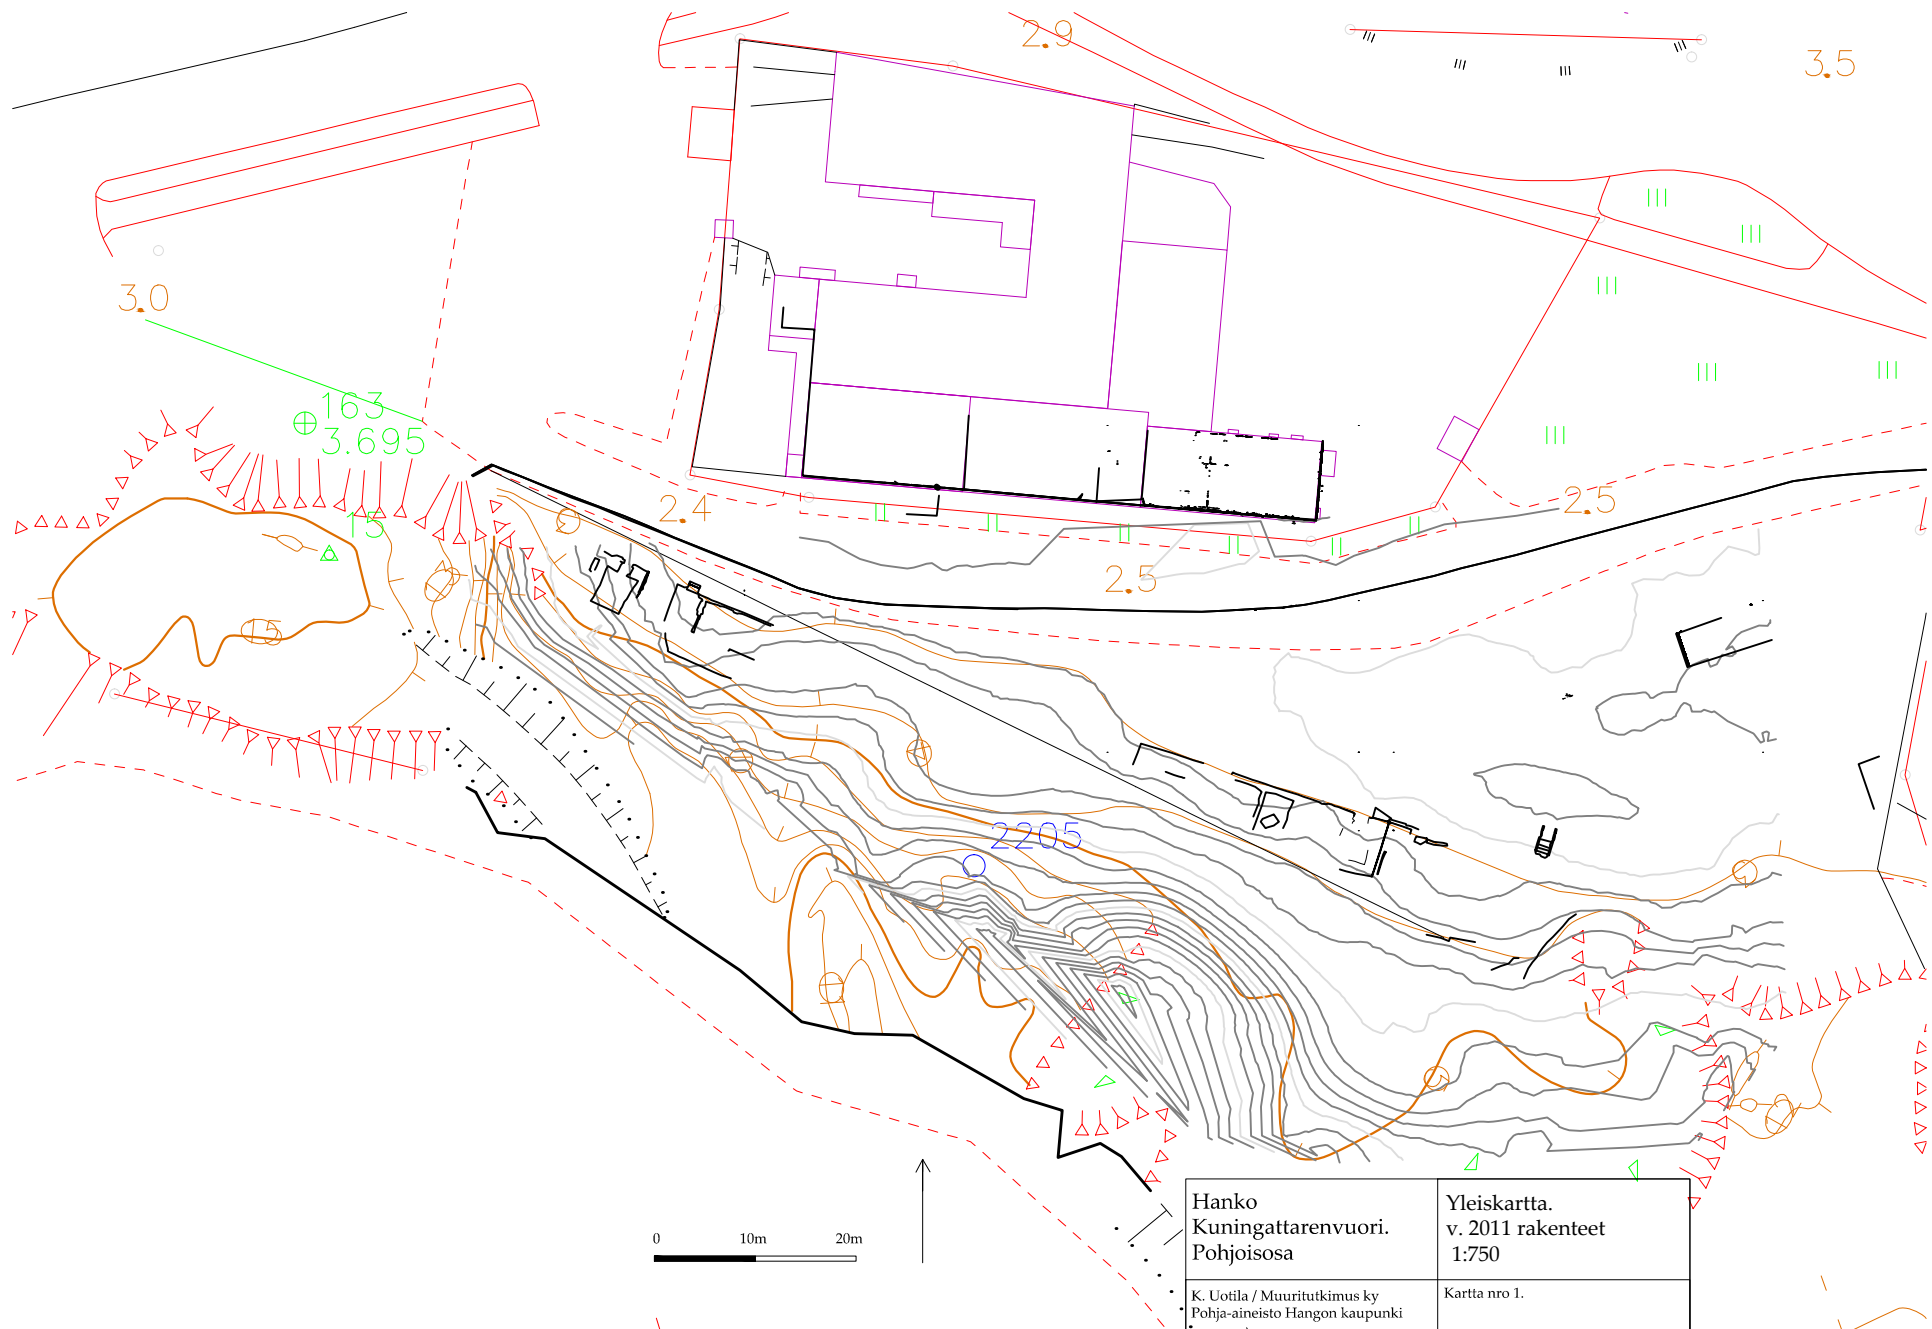 2.9
3.5
3.0
163
3.695
15
2.4
2.5
2.5
15
2205
0 10m 20m
Hanko
Kuningattarenvuori.
Pohjoisosa
Yleiskartta.
v. 2011 rakenteet
1:750
K. Uotila / Muuritutkimus ky
Pohja-aineisto Hangon kaupunki
Kartta nro 1.